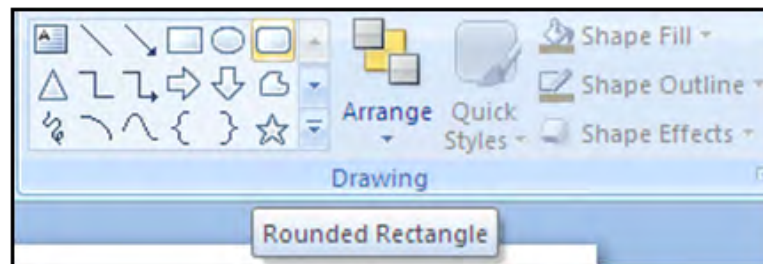 A
Shape Fill
Arrange Quick Styles
Shape Outline
Shape Effects
Drawing
Rounded Rectangle